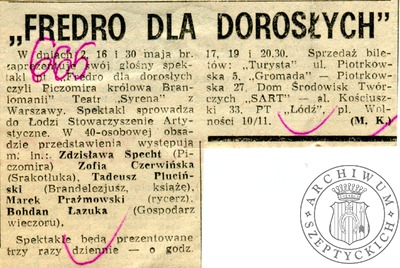 „FREDRO DLA DOROSŁYCH"
W dniach 2, 16 i 30 maja br.
zaprezentuje swój głośny spek-
takl „Fredro dla dorosłych
czyli Piczomira królowa Bran-
lomanii" Teatr „Syrena" z
Warszawy. Spektakl sprowadza
do Łodzi Stowarzyszenie Arty-
styczne. W 40-osobowej obsa-
dzie przedstawienia występują
m. in.: Zdzisława Specht (Pi-
czomira) Zofia Czerwińska
(Srakotłuka), Tadeusz Pluciń-
ski (Brandelezjusz, książę),
Marek Prażmowski (rycerz),
Bohdan Łazuka (Gospodarz
wieczoru).
Spektakle będą prezentowane
trzy razy dziennie — o godz.
17, 19 i 20.30. Sprzedaż bile-
tów: „Turysta" ul. Piotrkow-
ska 5, „Gromada" — Piotrkow-
ska 27, Dom Środowisk Twór-
czych „SART" — al. Kościusz-
ki 33, PT „Łódź", pl. Wol-
ności 10/11. (M. K.)
665
ARCHIWUM
SZEPTYCKICH